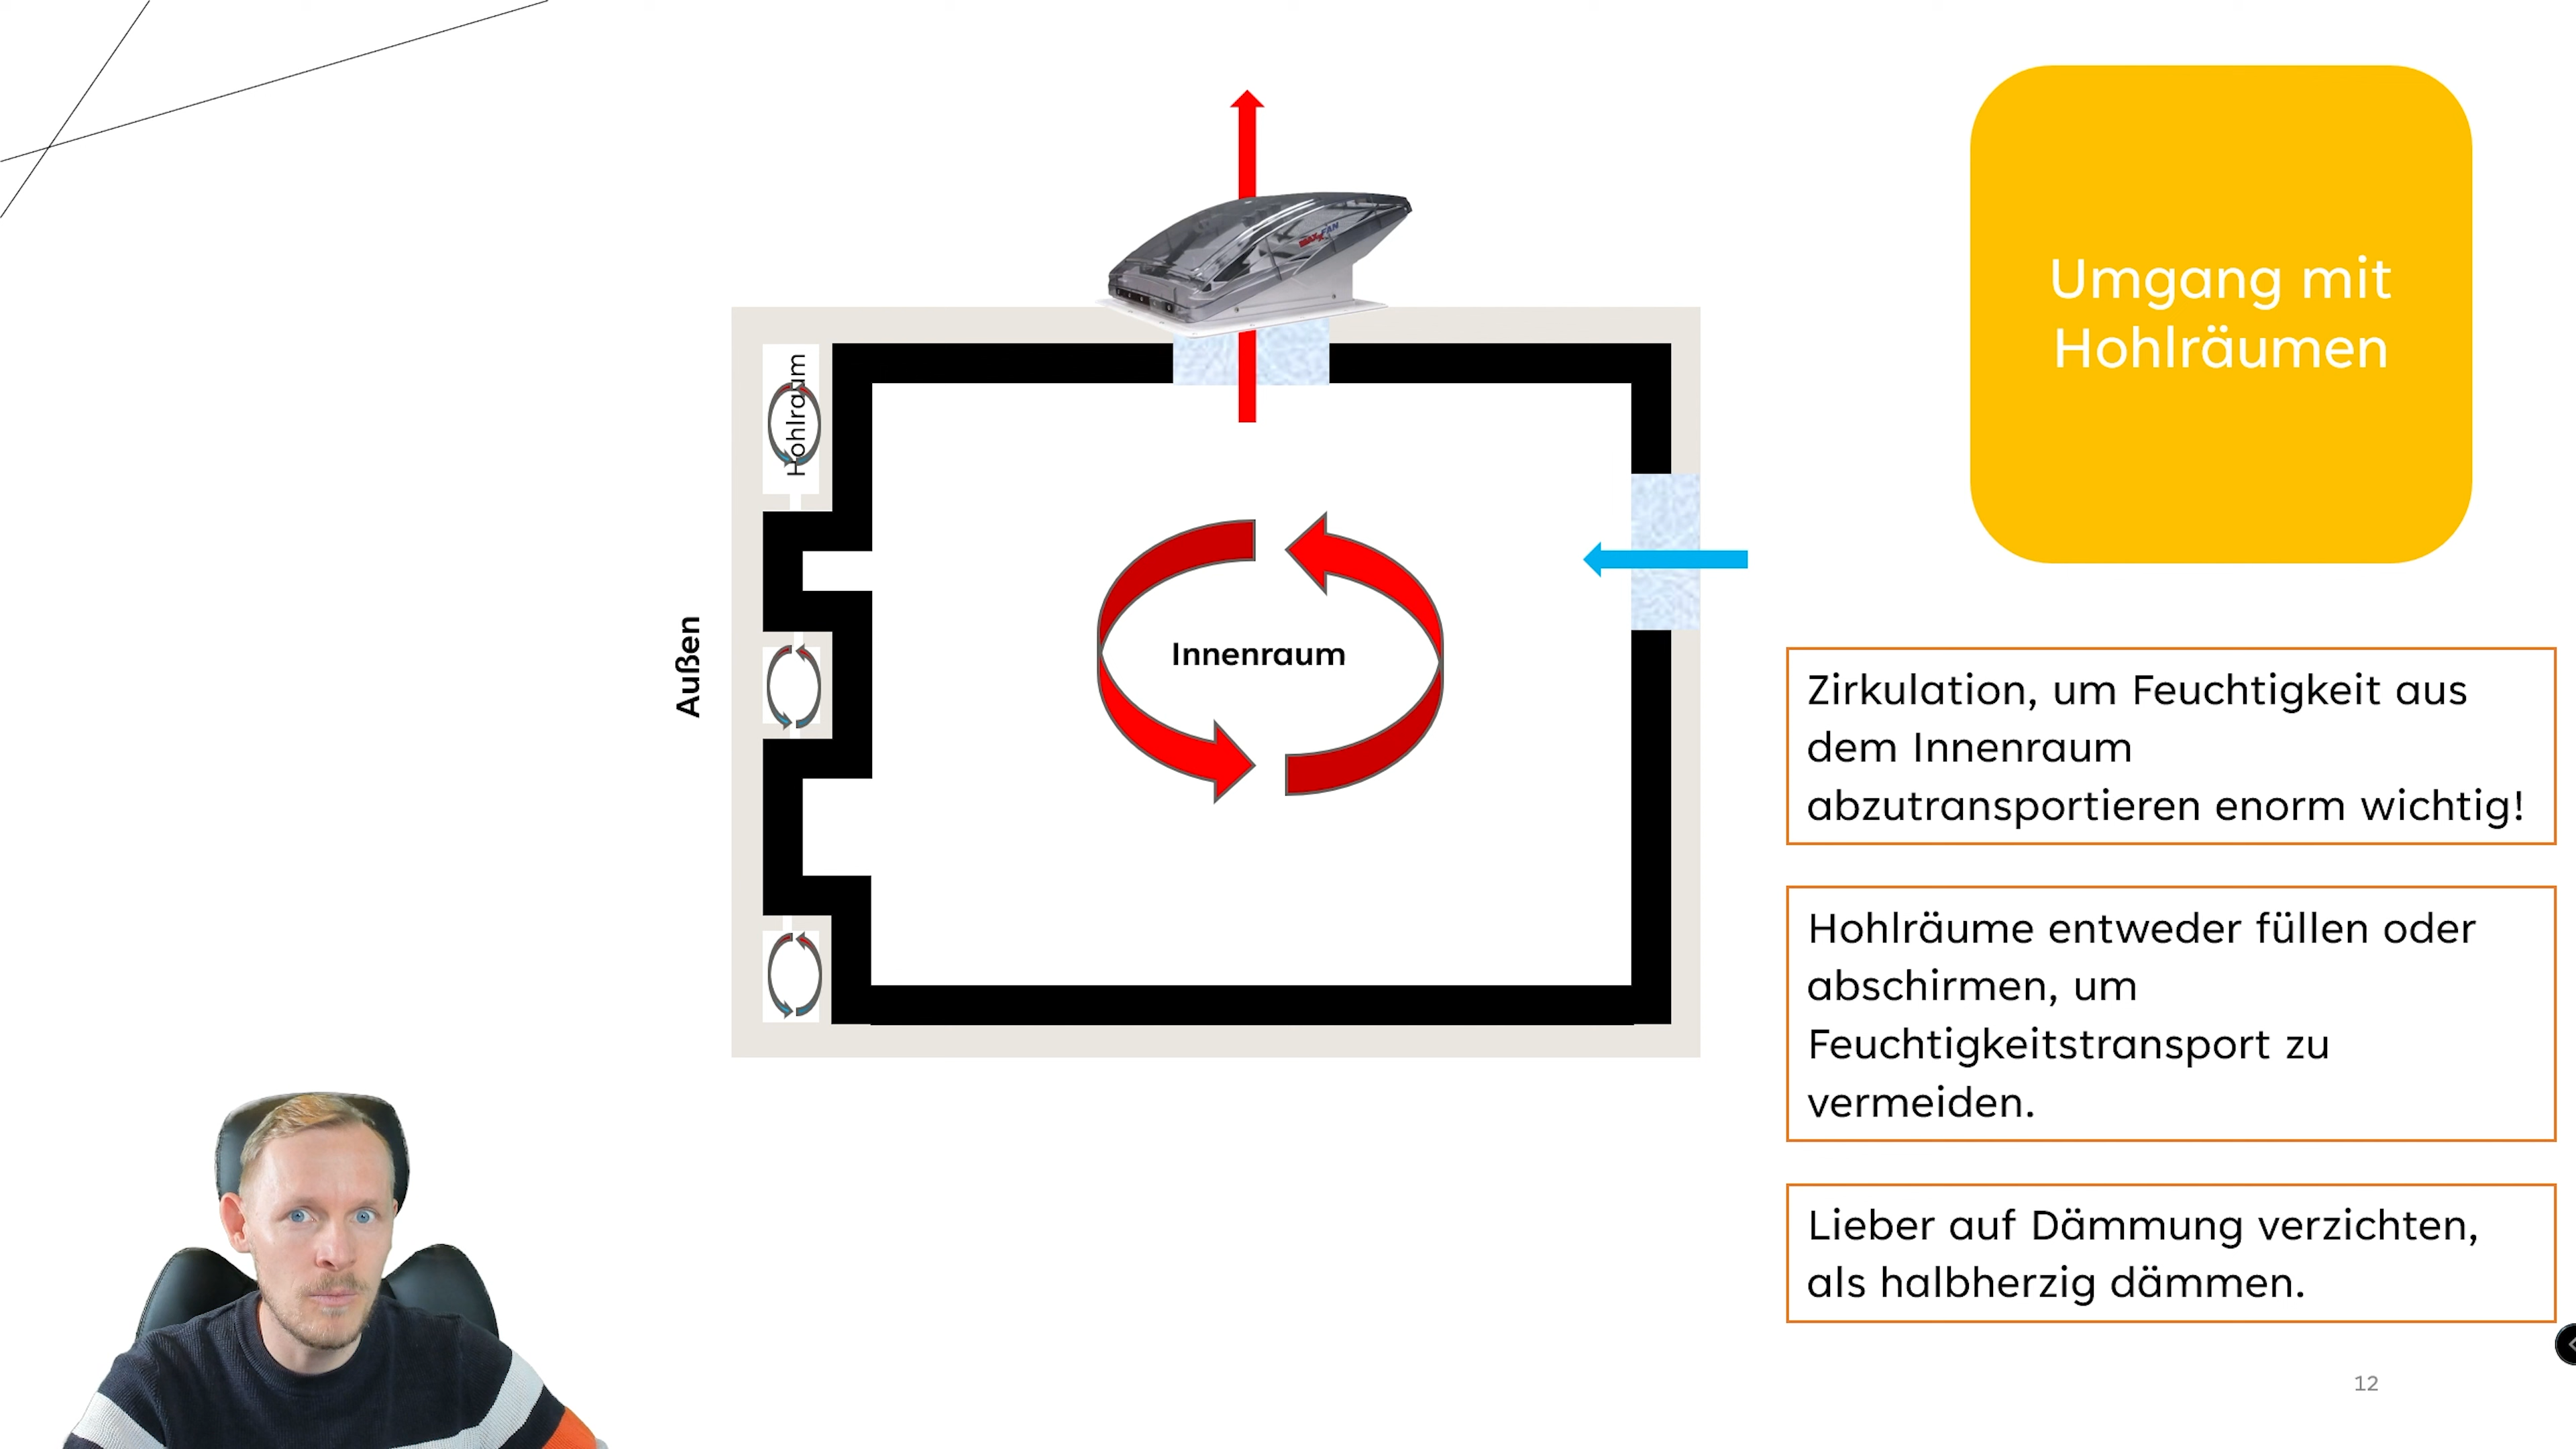 Umgang mit
Hohlräumen
MAXXFAN
Hohlraum
Außen
Innenraum
Zirkulation, um Feuchtigkeit aus
dem Innenraum
abzutransportieren enorm wichtig!
Hohlräume entweder füllen oder
abschirmen, um
Feuchtigkeitstransport zu
vermeiden.
Lieber auf Dämmung verzichten,
als halbherzig dämmen.
12